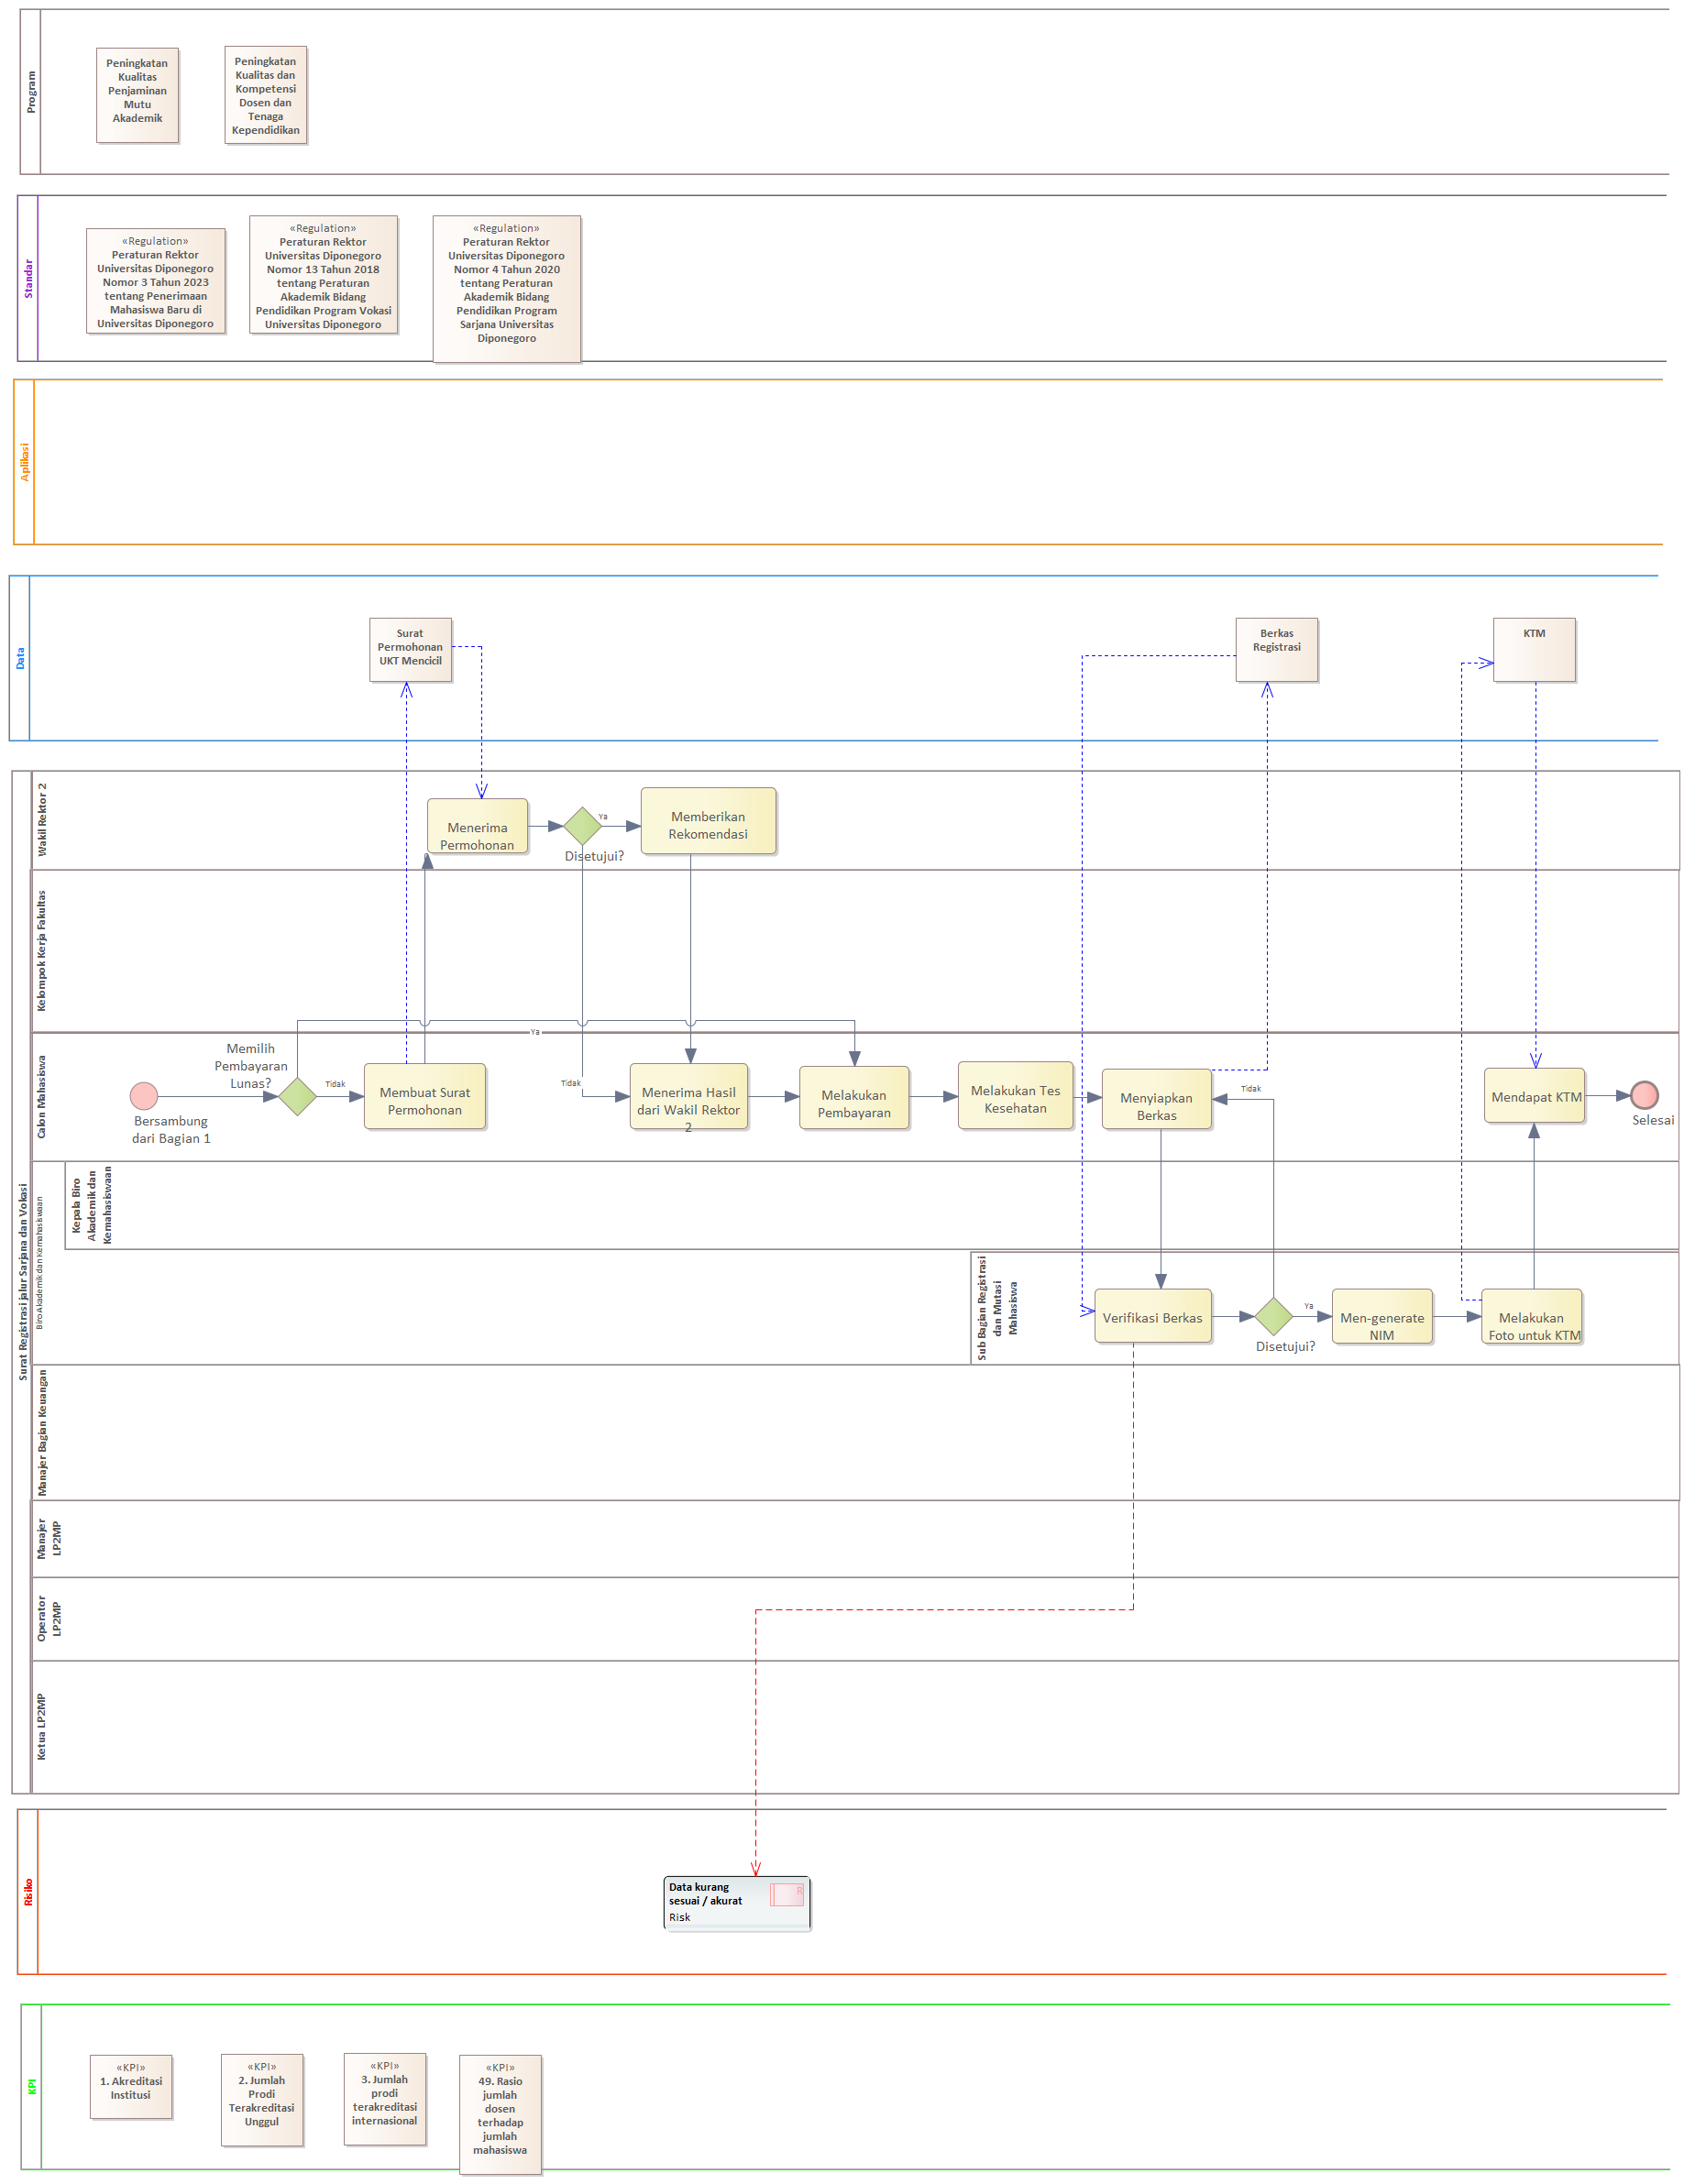 Program
Peningkatan
Kualitas
Penjaminan
Mutu
Akademik
Peningkatan
Kualitas dan
Kompetensi
Dosen dan
Tenaga
Kependidikan
Standar
«Regulation»
Peraturan Rektor
Universitas Diponegoro
Nomor 3 Tahun 2023
tentang Penerimaan
Mahasiswa Baru di
Universitas Diponegoro
«Regulation»
Peraturan Rektor
Universitas Diponegoro
Nomor 13 Tahun 2018
tentang Peraturan
Akademik Bidang
Pendidikan Program Vokasi
Universitas Diponegoro
«Regulation»
Peraturan Rektor
Universitas Diponegoro
Nomor 4 Tahun 2020
tentang Peraturan
Akademik Bidang
Pendidikan Program
Sarjana Universitas
Diponegoro
Aplikasi
Data
Surat
Permohonan
UKT Mencicil
Berkas
Registrasi
KTM
Surat Registrasi jalur Sarjana dan Vokasi
Wakil Rektor 2
Menerima
Permohonan
Disetujui?
Ya
Memberikan
Rekomendasi
Kelompok Kerja Fakultas
Calon Mahasiswa
Bersambung
dari Bagian 1
Memilih
Pembayaran
Lunas?
Ya
Tidak
Membuat Surat
Permohonan
Tidak
Menerima Hasil
dari Wakil Rektor
2
Melakukan
Pembayaran
Melakukan Tes
Kesehatan
Menyiapkan
Berkas
Tidak
Mendapat KTM
Selesai
Biro Akademik dan Kemahasiswaan
Kepala Biro
Akademik dan
Kemahasiswaan
Sub Bagian Registrasi
dan Mutasi
Mahasiswa
Verifikasi Berkas
Disetujui?
Ya
Men-generate
NIM
Melakukan
Foto untuk KTM
Manajer Bagian Keuangan
Manajer
LP2MP
Operator
LP2MP
Ketua LP2MP
Risiko
Data kurang
sesuai / akurat
R
Risk
KPI
«KPI»
1. Akreditasi
Institusi
«KPI»
2. Jumlah
Prodi
Terakreditasi
Unggul
«KPI»
3. Jumlah
prodi
terakreditasi
internasional
«KPI»
49. Rasio
jumlah
dosen
terhadap
jumlah
mahasiswa